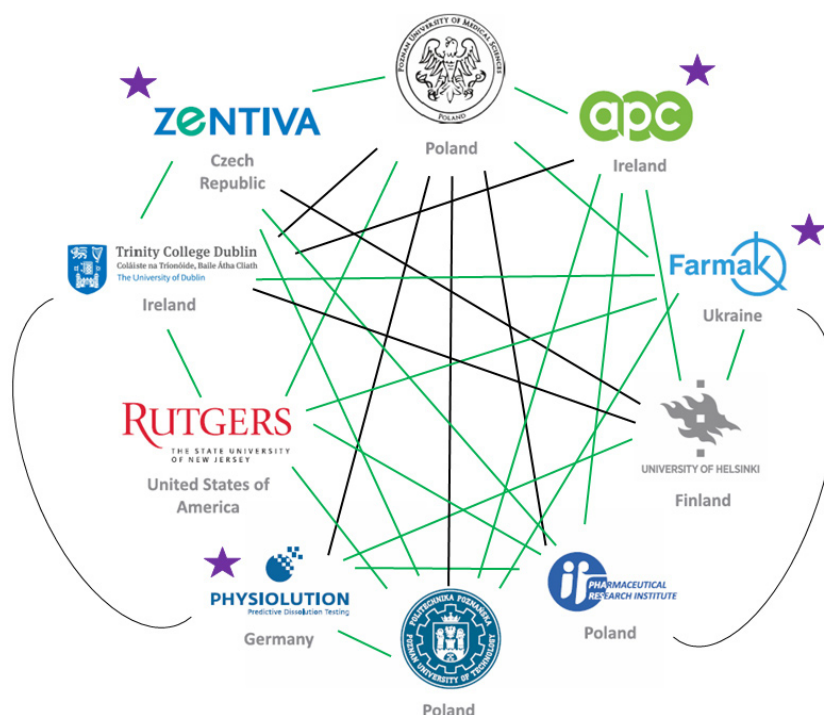 POZNAN UNIVERSITY OF MEDICAL SCIENCES
POLAND
Poland
ZENTIVA
Czech
Republic
apc
Ireland
Trinity College Dublin
Coláiste na Tríonóide, Baile Átha Cliath
The University of Dublin
Ireland
Farmak
Ukraine
RUTGERS
THE STATE UNIVERSITY
OF NEW JERSEY
United States of
America
UNIVERSITY OF HELSINKI
Finland
PHYSIOLUTION
Predictive Dissolution Testing
Germany
PHARMACEUTICAL
RESEARCH INSTITUTE
Poland
POLITECHNIKA POZNAŃSKA
POZNAN UNIVERSITY OF TECHNOLOGY
Poland